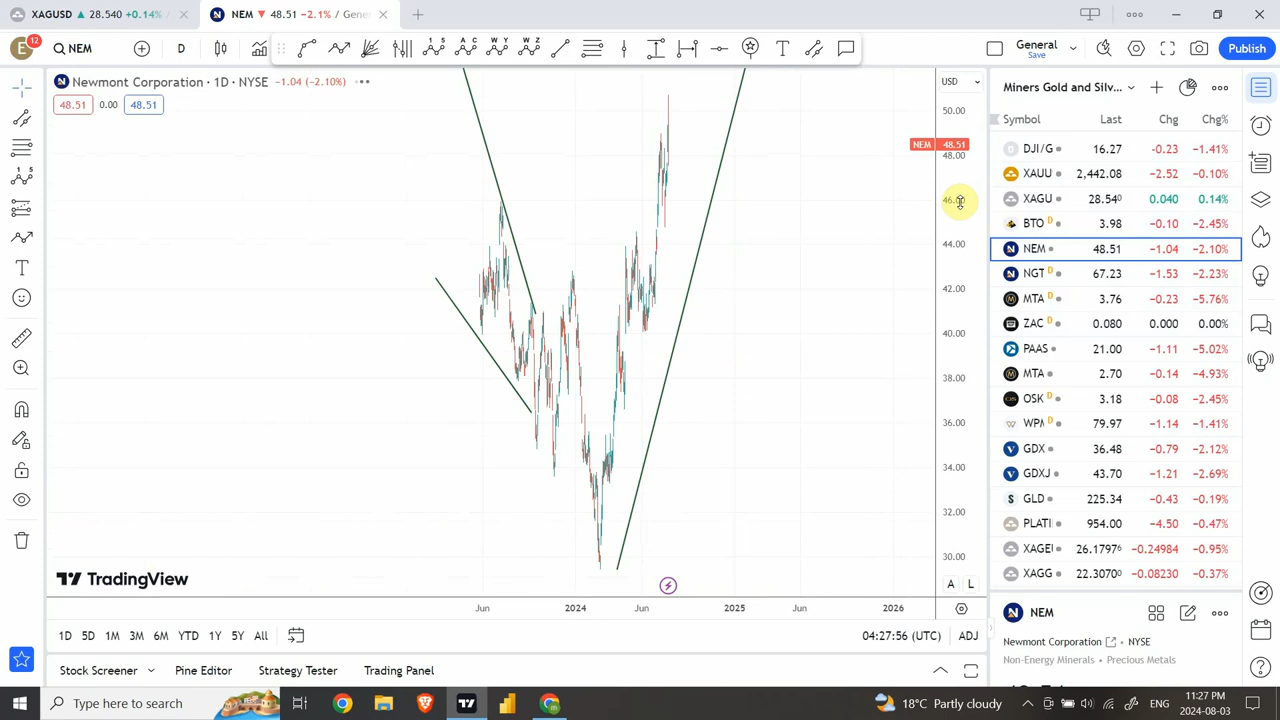 XAGUSD ▲ 28.540 +0.14%
NEM ▼ 48.51 −2.1% / Gene
E 12 NEM D General Save Publish
Newmont Corporation · 1D · NYSE −1.04 (−2.10%)
48.51 0.00 48.51
USD
50.00
NEM 48.51
48.00
46.00
44.00
42.00
40.00
38.00
36.00
34.00
32.00
30.00
A L
TradingView
Jun 2024 Jun 2025 Jun 2026
1D 5D 1M 3M 6M YTD 1Y 5Y All 04:27:56 (UTC) ADJ
Stock Screener Pine Editor Strategy Tester Trading Panel
Miners Gold and Silv...
Symbol Last Chg Chg%
DJI/G 16.27 −0.23 −1.41%
XAUU 2,442.08 −2.52 −0.10%
XAGU 28.540 0.040 0.14%
BTO D 3.98 −0.10 −2.45%
NEM 48.51 −1.04 −2.10%
NGT D 67.23 −1.53 −2.23%
MTA D 3.76 −0.23 −5.76%
ZAC D 0.080 0.000 0.00%
PAAS 21.00 −1.11 −5.02%
MTA 2.70 −0.14 −4.93%
OSK D 3.18 −0.08 −2.45%
WPM D 79.97 −1.14 −1.41%
GDX 36.48 −0.79 −2.12%
GDXJ 43.70 −1.21 −2.69%
GLD 225.34 −0.43 −0.19%
PLATI 954.00 −4.50 −0.47%
XAGE 26.1797⁶ −0.24984 −0.95%
XAGG 22.3070⁰ −0.08230 −0.37%
NEM
Newmont Corporation NYSE
Non-Energy Minerals • Precious Metals
Type here to search
18°C Partly cloudy
ENG
11:27 PM
2024-08-03